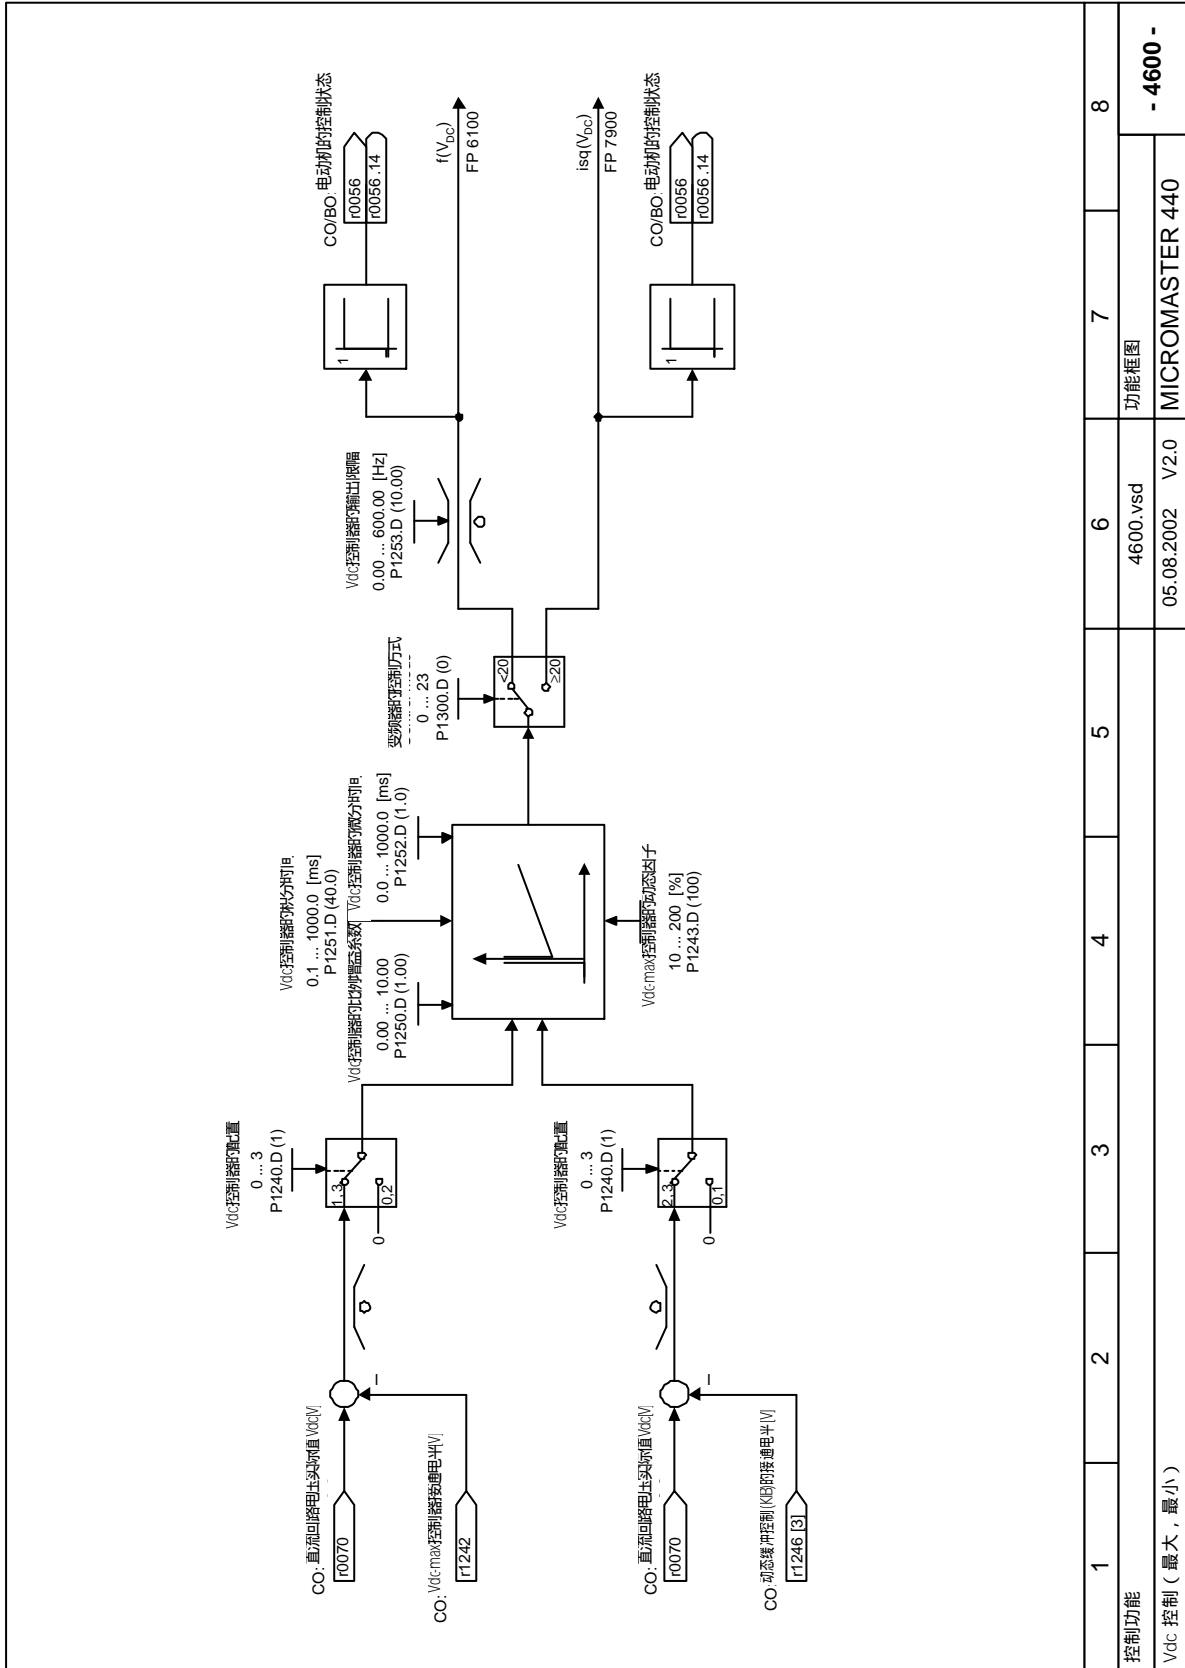 CO: 直流回路电压实际值 Vdc[V]
r0070
CO: Vdc-max控制器接通电平[V]
r1242
–
Vdc控制器的配置
0 ... 3
P1240.D (1)
1,3
0,2
0
CO: 直流回路电压实际值 Vdc[V]
r0070
CO: 动态缓冲控制(KIB)的接通电平[V]
r1246 [3]
–
Vdc控制器的配置
0 ... 3
P1240.D (1)
2,3
0,1
0
Vdc控制器的积分时间
0.1 ... 1000.0 [ms]
P1251.D (40.0)
Vdc控制器的比例增益系数
0.00 ... 10.00
P1250.D (1.00)
Vdc控制器的微分时间
0.0 ... 1000.0 [ms]
P1252.D (1.0)
Vdc-max控制器的动态因子
10 ... 200 [%]
P1243.D (100)
变频器的控制方式
0 ... 23
P1300.D (0)
<20
≥20
Vdc控制器的输出限幅
0.00 ... 600.00 [Hz]
P1253.D (10.00)
CO/BO: 电动机的控制状态
r0056
r0056 .14
1
f(VDC)
FP 6100
isq(VDC)
FP 7900
CO/BO: 电动机的控制状态
r0056
r0056 .14
1
1 2 3 4 5 6 7 8
控制功能 4600.vsd 功能框图 - 4600 -
Vdc 控制（最大，最小） 05.08.2002 V2.0 MICROMASTER 440